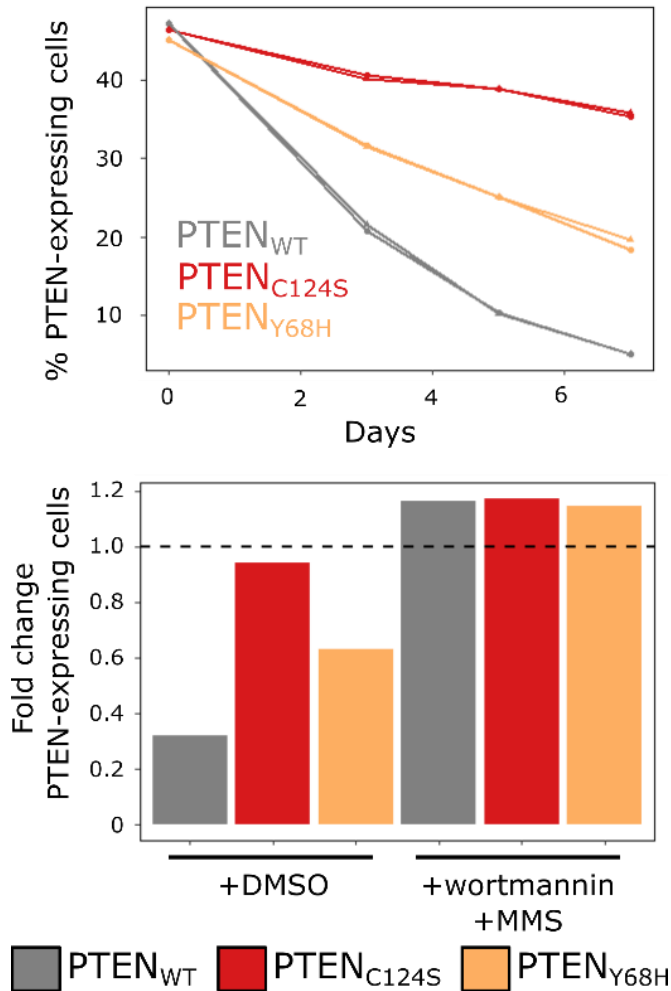 % PTEN-expressing cells
40
30
20
10
PTENWT
PTENC124S
PTENY68H
0
2
4
6
Days
Fold change
PTEN-expressing cells
1.2
1.0
0.8
0.6
0.4
0.2
0
+DMSO
+wortmannin
+MMS
PTENWT
PTENC124S
PTENY68H